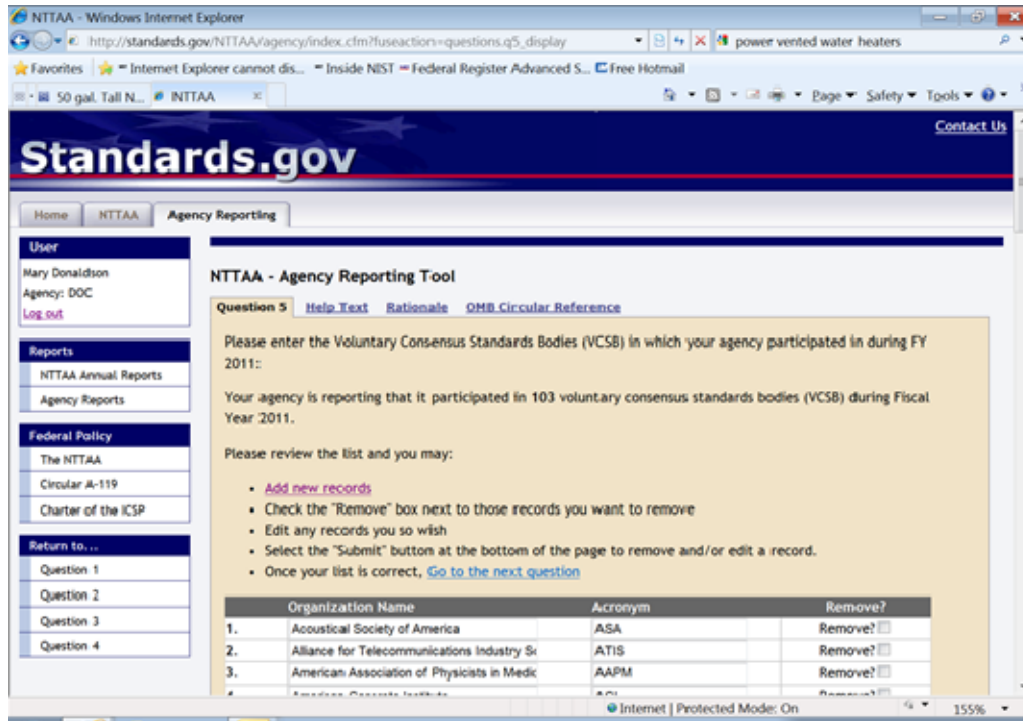 NTTAA - Windows Internet Explorer
http://standards.gov/NTTAA/agency/index.cfm?fuseaction=questions.q5_display
power vented water heaters
Favorites Internet Explorer cannot dis... Inside NIST Federal Register Advanced S... Free Hotmail
50 gal. Tall N... NTTAA Page Safety Tools
Contact Us
Standards.gov
Home NTTAA Agency Reporting
User
Mary Donaldson
Agency: DOC
Log out
Reports
NTTAA Annual Reports
Agency Reports
Federal Policy
The NTTAA
Circular A-119
Charter of the ICSP
Return to...
Question 1
Question 2
Question 3
Question 4
NTTAA - Agency Reporting Tool
Question 5 Help Text Rationale OMB Circular Reference
Please enter the Voluntary Consensus Standards Bodies (VCSB) in which your agency participated in during FY
2011::
Your agency is reporting that it participated in 103 voluntary consensus standards bodies (VCSB) during Fiscal
Year 2011.
Please review the list and you may:
• Add new records
• Check the "Remove" box next to those records you want to remove
• Edit any records you so wish
• Select the "Submit" button at the bottom of the page to remove and/or edit a record.
• Once your list is correct, Go to the next question
Organization Name Acronym Remove?
1. Acoustical Society of America ASA Remove?
2. Alliance for Telecommunications Industry So ATIS Remove?
3. American Association of Physicists in Medic AAPM Remove?
Internet | Protected Mode: On 155%